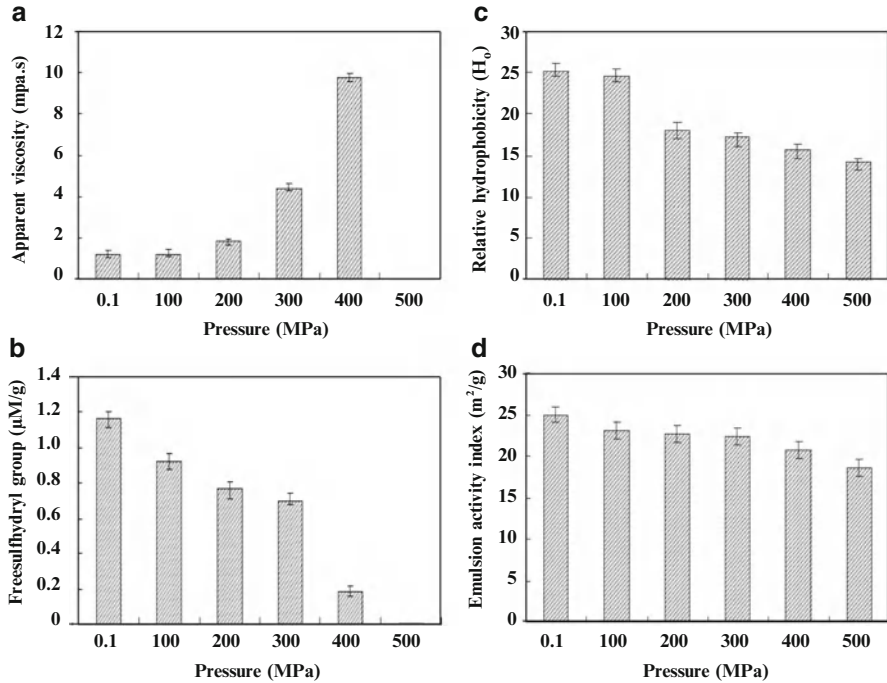 a
12
10
8
6
4
2
0
Apparent viscosity (mpa.s)
0.1 100 200 300 400 500
Pressure (MPa)
b
1.4
1.2
1.0
0.8
0.6
0.2
0
Freesulfhydryl group (µM/g)
0.1 100 200 300 400 500
Pressure (MPa)
c
30
25
20
15
10
5
0
Relative hydrophobicity (Ho)
0.1 100 200 300 400 500
Pressure (MPa)
d
30
25
20
15
10
5
0
Emulsion activity index (m²/g)
0.1 100 200 300 400 500
Pressure (MPa)